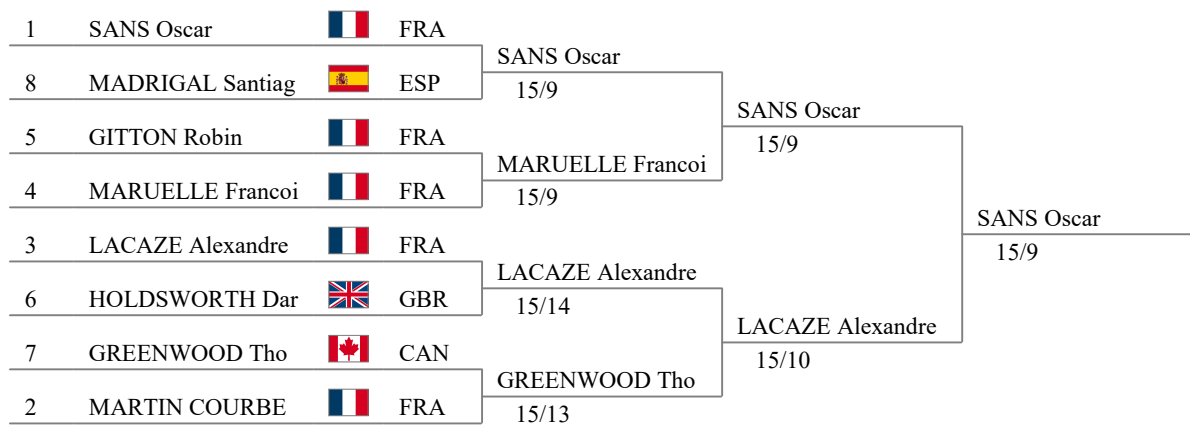 1 SANS Oscar FRA
SANS Oscar
8 MADRIGAL Santiag ESP
15/9
SANS Oscar
5 GITTON Robin FRA
15/9
MARUELLE Francoi
4 MARUELLE Francoi FRA
15/9
SANS Oscar
3 LACAZE Alexandre FRA
15/9
LACAZE Alexandre
6 HOLDSWORTH Dar GBR
15/14
LACAZE Alexandre
7 GREENWOOD Tho CAN
15/10
GREENWOOD Tho
2 MARTIN COURBE FRA
15/13